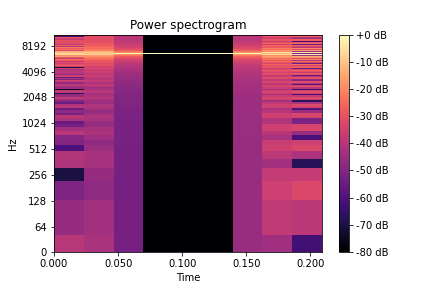 Power spectrogram
8192
4096
2048
1024
512
256
128
64
0
Hz
0.000 0.050 0.100 0.150 0.200
Time
+0 dB
-10 dB
-20 dB
-30 dB
-40 dB
-50 dB
-60 dB
-70 dB
-80 dB